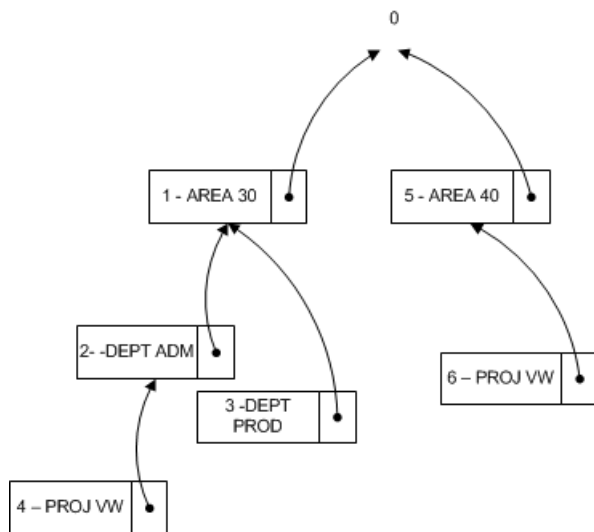 0
1 - AREA 30
5 - AREA 40
2- -DEPT ADM
6 – PROJ VW
3 -DEPT
PROD
4 – PROJ VW